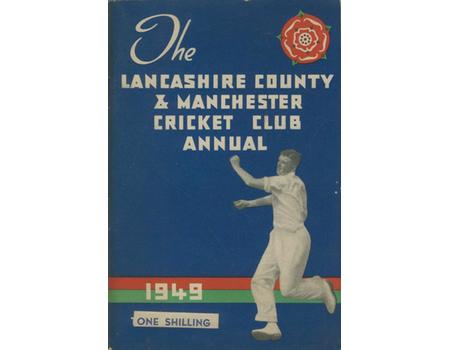 The
LANCASHIRE COUNTY
& MANCHESTER
CRICKET CLUB
ANNUAL
1949
ONE SHILLING